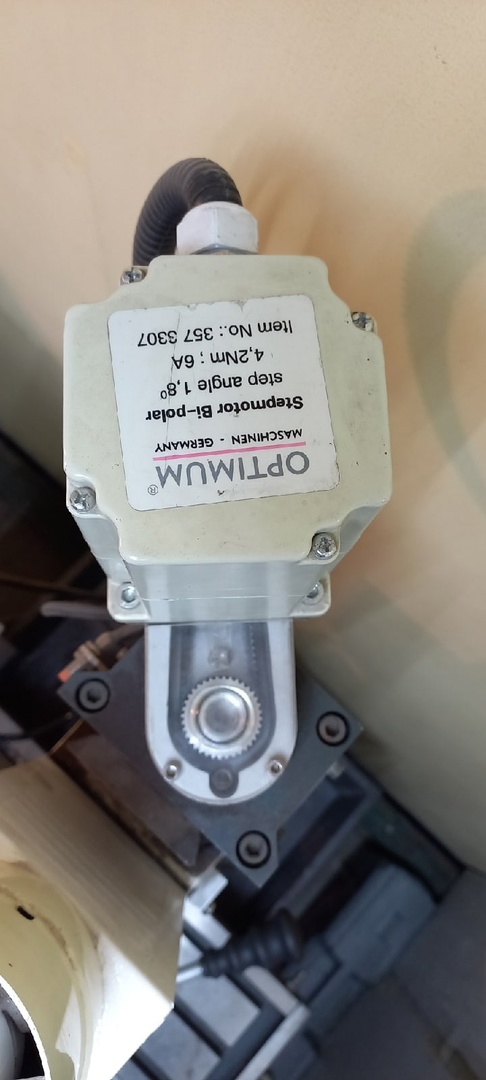 OPTIMUM®
MASCHINEN - GERMANY
Stepmotor Bi-polar
step angle 1,8°
4,2Nm ; 6A
Item No.: 357 3307